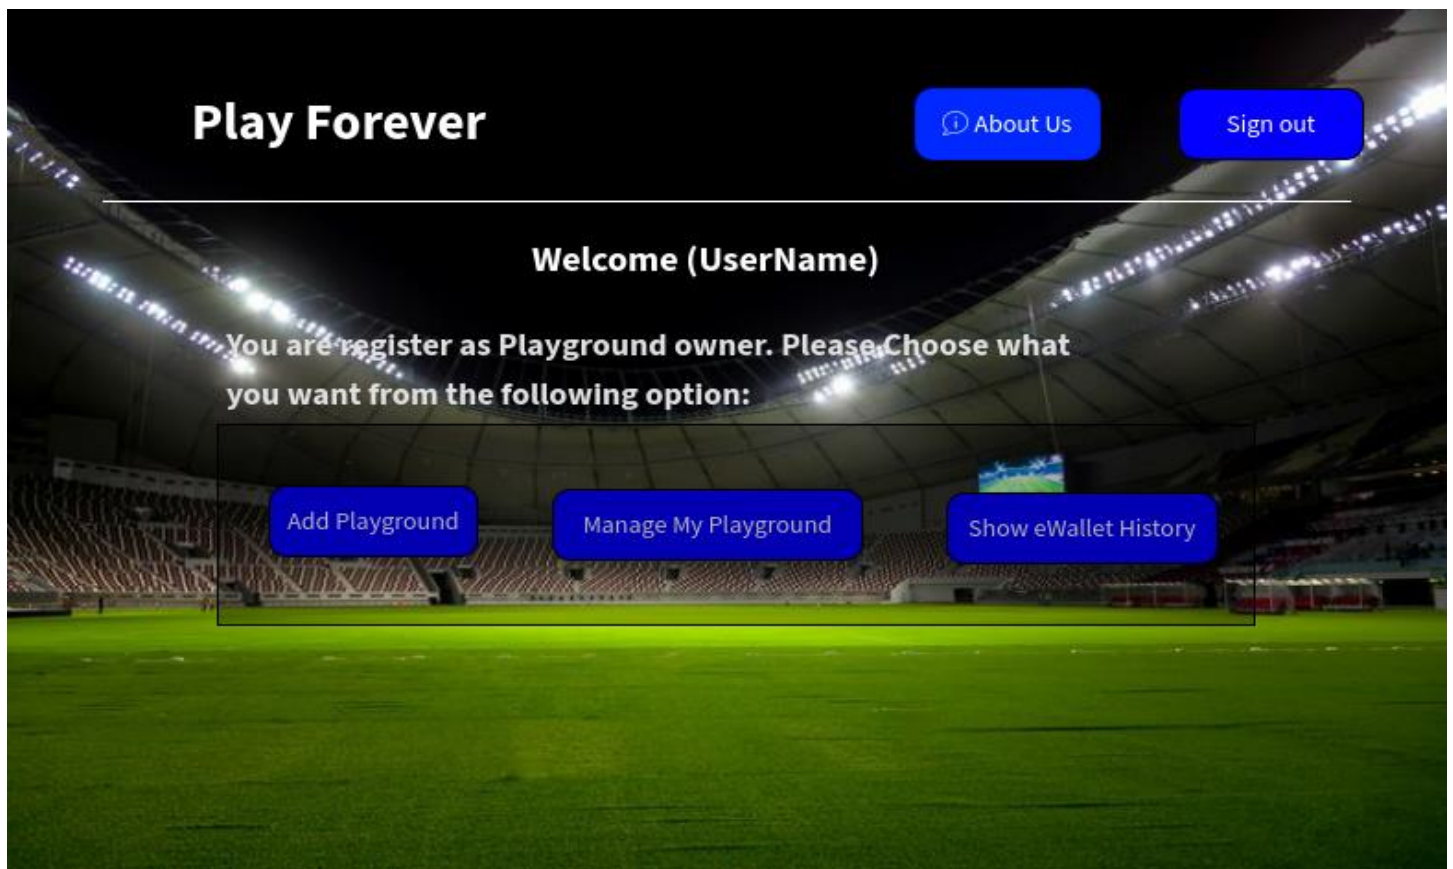 Play Forever
About Us
Sign out
Welcome (UserName)
You are register as Playground owner. Please Choose what
you want from the following option:
Add Playground
Manage My Playground
Show eWallet History